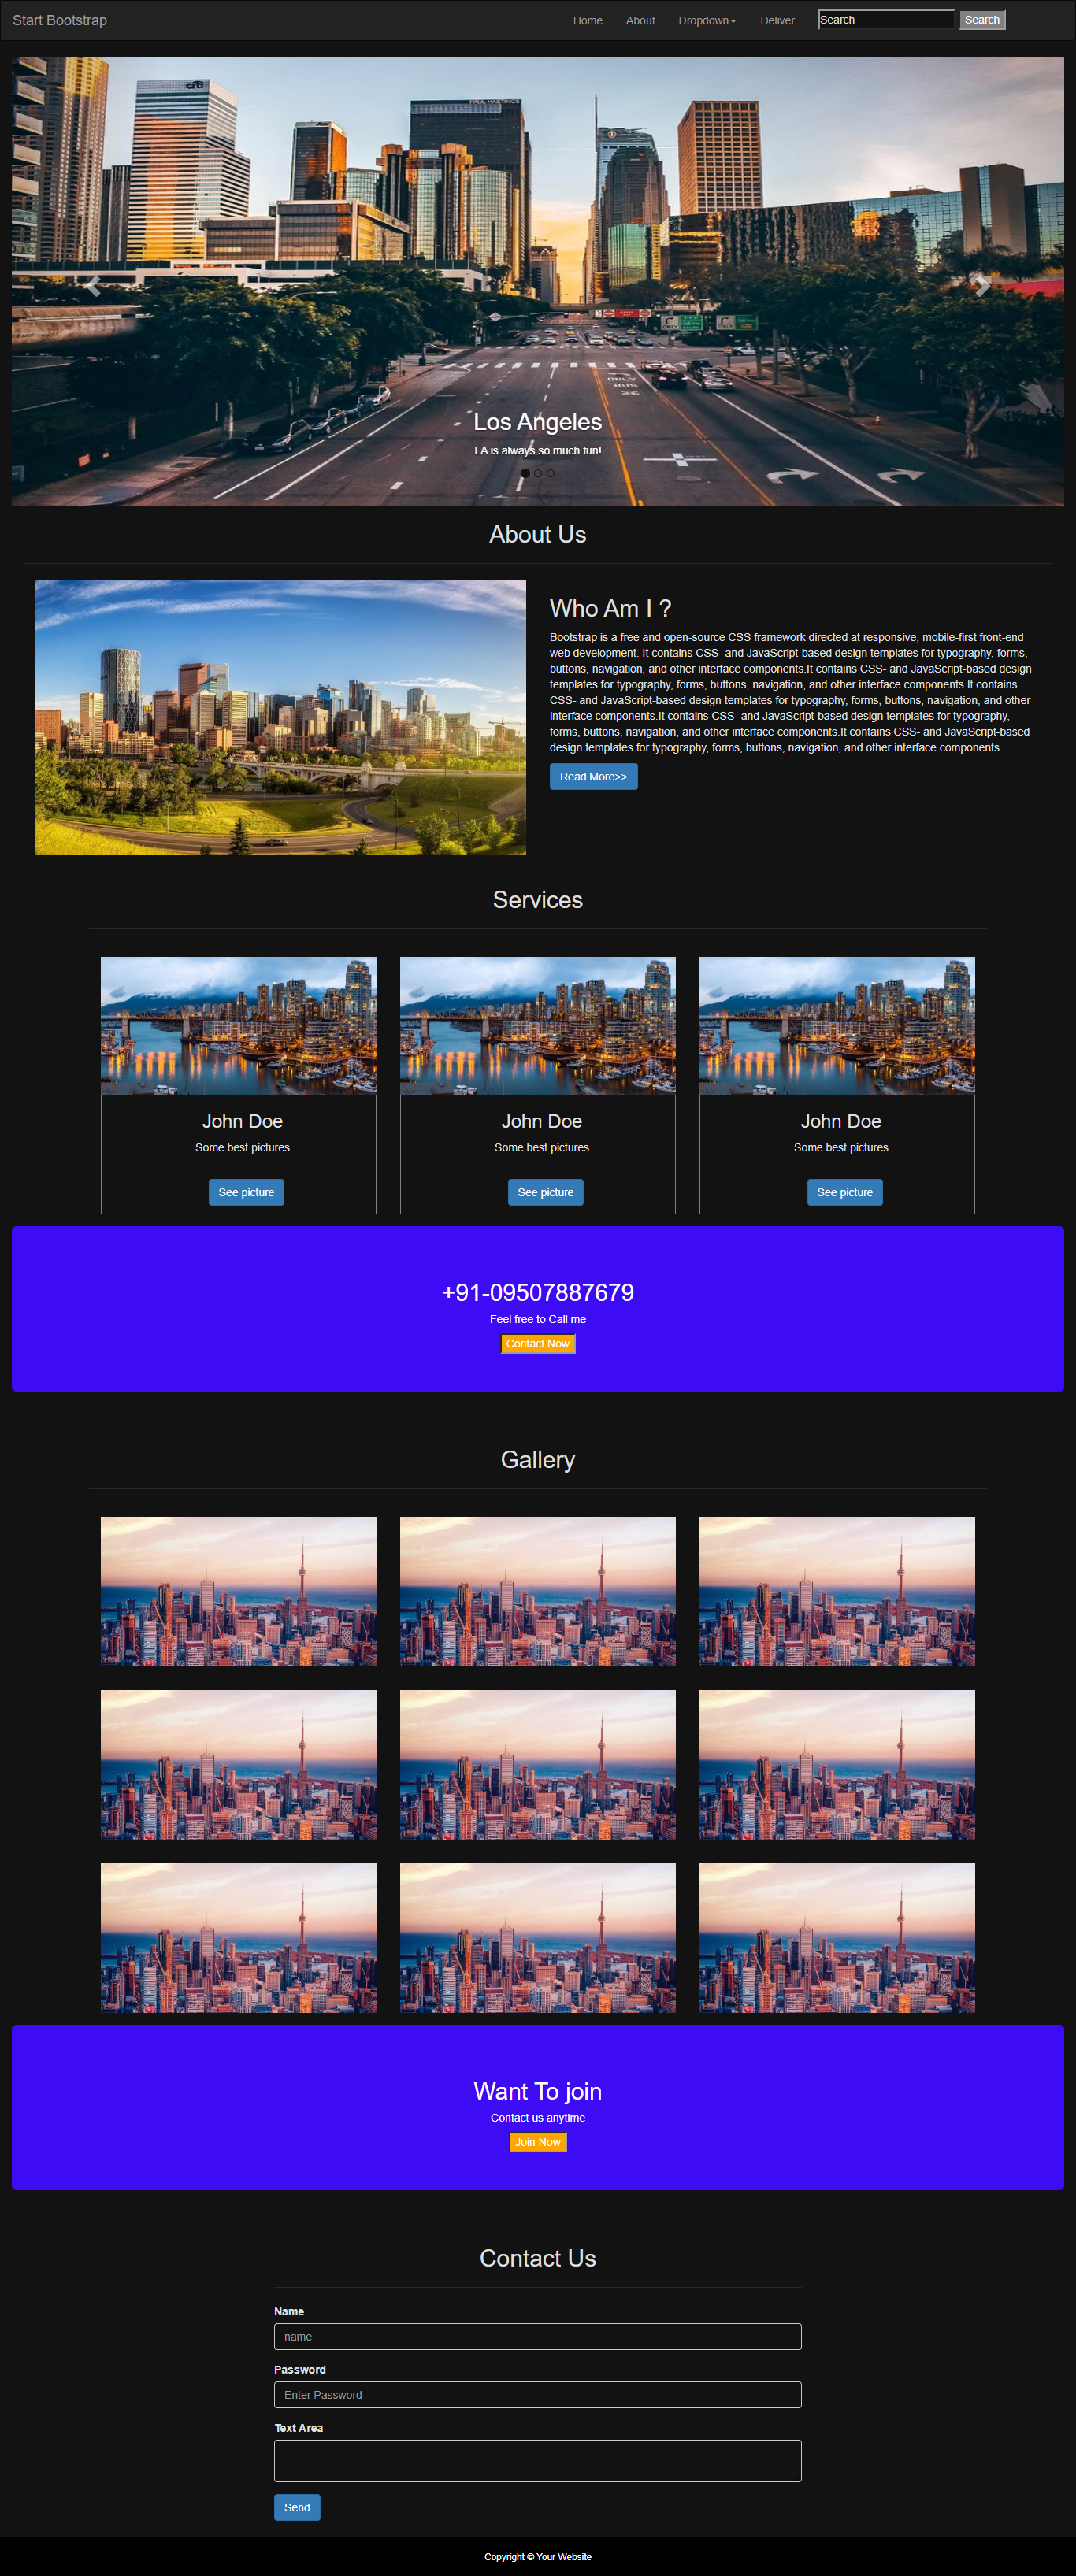 Start Bootstrap
Home About Dropdown Deliver Search Search
citi
PAUL HASTINGS
ONLY
ONLY
BUS
Los Angeles
LA is always so much fun!
About Us
Who Am I ?
Bootstrap is a free and open-source CSS framework directed at responsive, mobile-first front-end
web development. It contains CSS- and JavaScript-based design templates for typography, forms,
buttons, navigation, and other interface components.It contains CSS- and JavaScript-based design
templates for typography, forms, buttons, navigation, and other interface components.It contains
CSS- and JavaScript-based design templates for typography, forms, buttons, navigation, and other
interface components.It contains CSS- and JavaScript-based design templates for typography,
forms, buttons, navigation, and other interface components.It contains CSS- and JavaScript-based
design templates for typography, forms, buttons, navigation, and other interface components.
Read More>>
Services
John Doe John Doe John Doe
Some best pictures Some best pictures Some best pictures
See picture See picture See picture
+91-09507887679
Feel free to Call me
Contact Now
Gallery
Want To join
Contact us anytime
Join Now
Contact Us
Name
name
Password
Enter Password
Text Area
Send
Copyright © Your Website